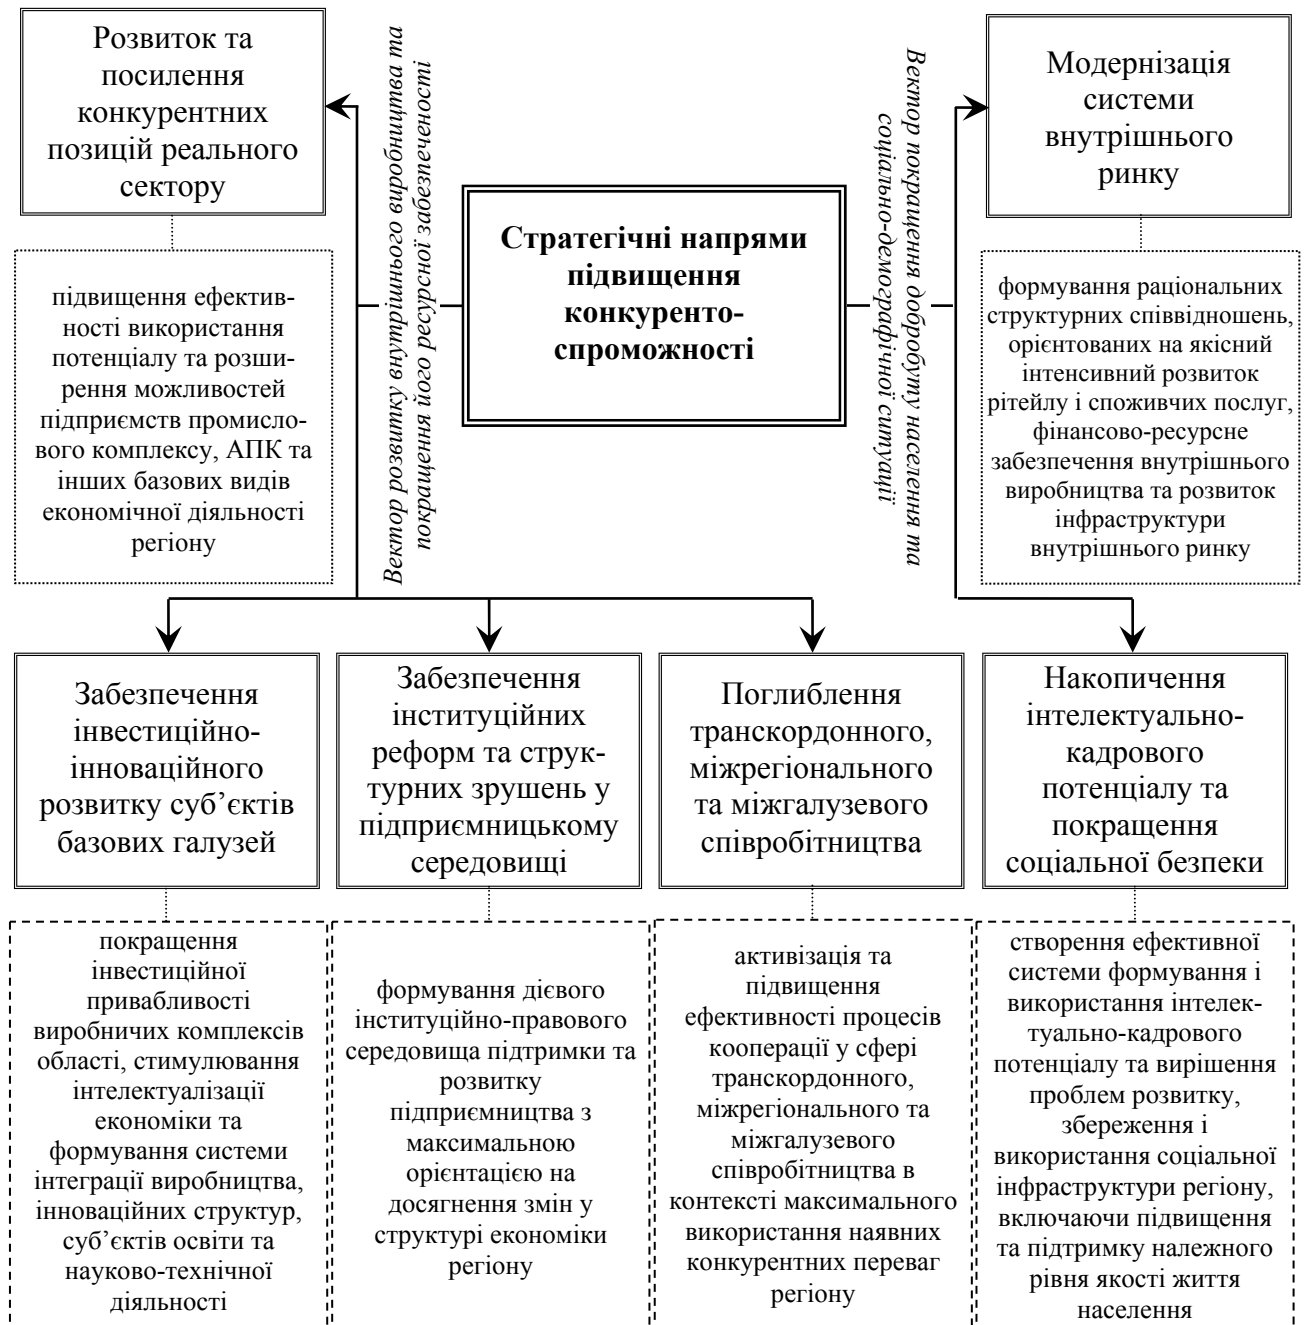 Розвиток та
посилення
конкурентних
позицій реального
сектору
підвищення ефектив-
ності використання
потенціалу та розши-
рення можливостей
підприємств промисло-
вого комплексу, АПК та
інших базових видів
економічної діяльності
регіону
Вектор розвитку внутрішнього виробництва та
покращення його ресурсної забезпеченості
Стратегічні напрями
підвищення
конкуренто-
спроможності
Вектор покращення добробуту населення та
соціально-демографічної ситуації
Модернізація
системи
внутрішнього
ринку
формування раціональних
структурних співвідношень,
орієнтованих на якісний
інтенсивний розвиток
рітейлу і споживчих послуг,
фінансово-ресурсне
забезпечення внутрішнього
виробництва та розвиток
інфраструктури
внутрішнього ринку
Забезпечення
інвестиційно-
інноваційного
розвитку суб’єктів
базових галузей
покращення
інвестиційної
привабливості
виробничих комплексів
області, стимулювання
інтелектуалізації
економіки та
формування системи
інтеграції виробництва,
інноваційних структур,
суб’єктів освіти та
науково-технічної
діяльності
Забезпечення
інституційних
реформ та струк-
турних зрушень у
підприємницькому
середовищі
формування дієвого
інституційно-правового
середовища підтримки та
розвитку
підприємництва з
максимальною
орієнтацією на
досягнення змін у
структурі економіки
регіону
Поглиблення
транскордонного,
міжрегіонального
та міжгалузевого
співробітництва
активізація та
підвищення
ефективності процесів
кооперації у сфері
транскордонного,
міжрегіонального та
міжгалузевого
співробітництва в
контексті максимального
використання наявних
конкурентних переваг
регіону
Накопичення
інтелектуально-
кадрового
потенціалу та
покращення
соціальної безпеки
створення ефективної
системи формування і
використання інтелек-
туально-кадрового
потенціалу та вирішення
проблем розвитку,
збереження і
використання соціальної
інфраструктури регіону,
включаючи підвищення
та підтримку належного
рівня якості життя
населення